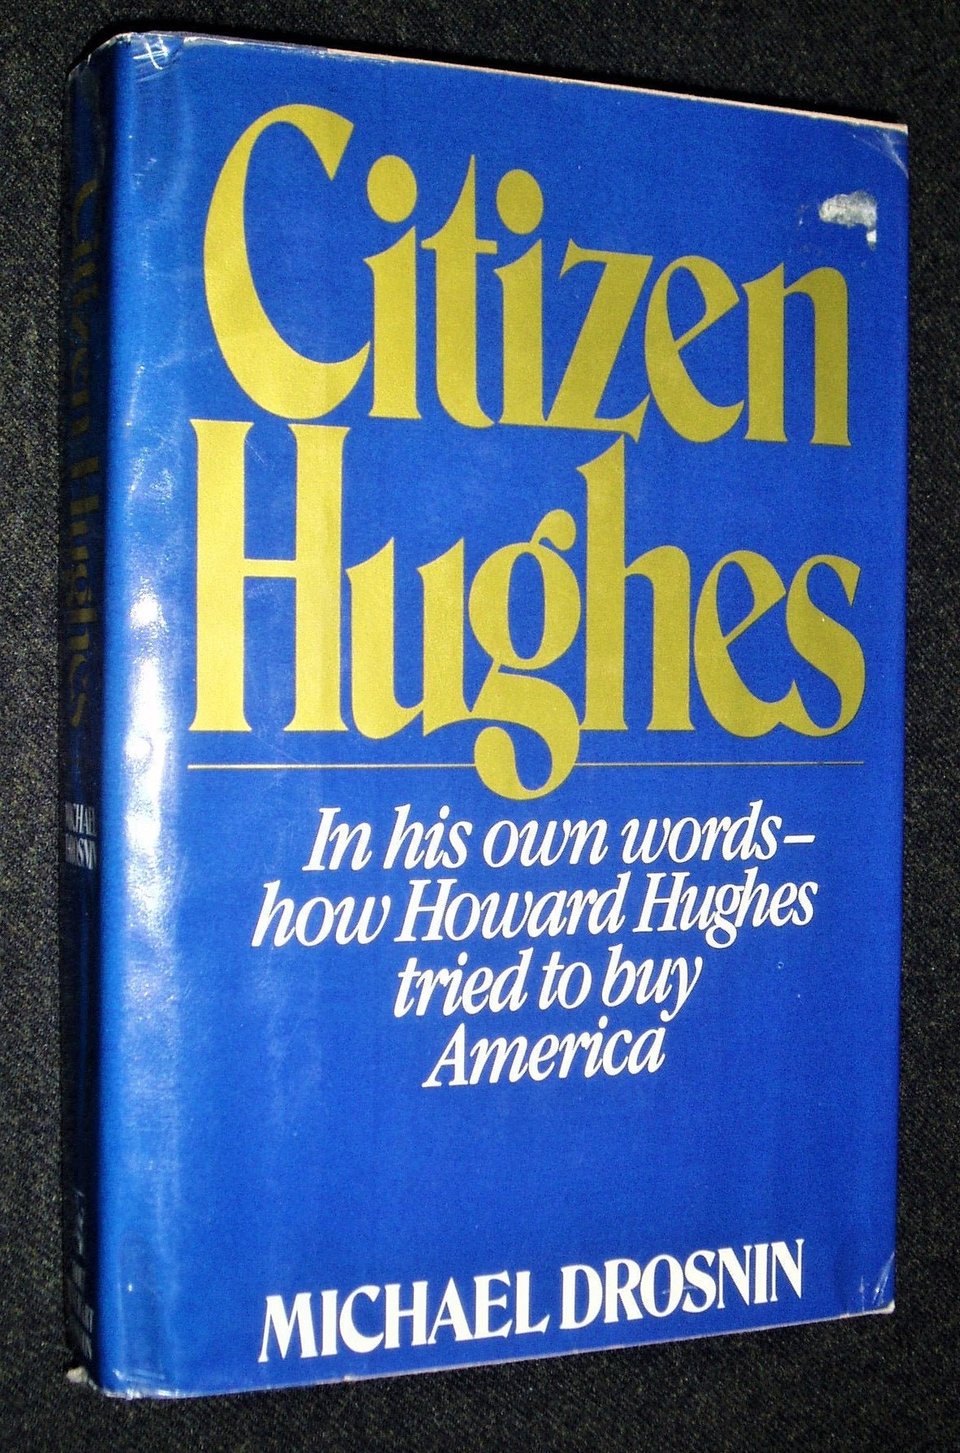 Citizen
Hughes
In his own words–
how Howard Hughes
tried to buy
America
MICHAEL DROSNIN
Citizen Hughes
MICHAEL
DROSNIN